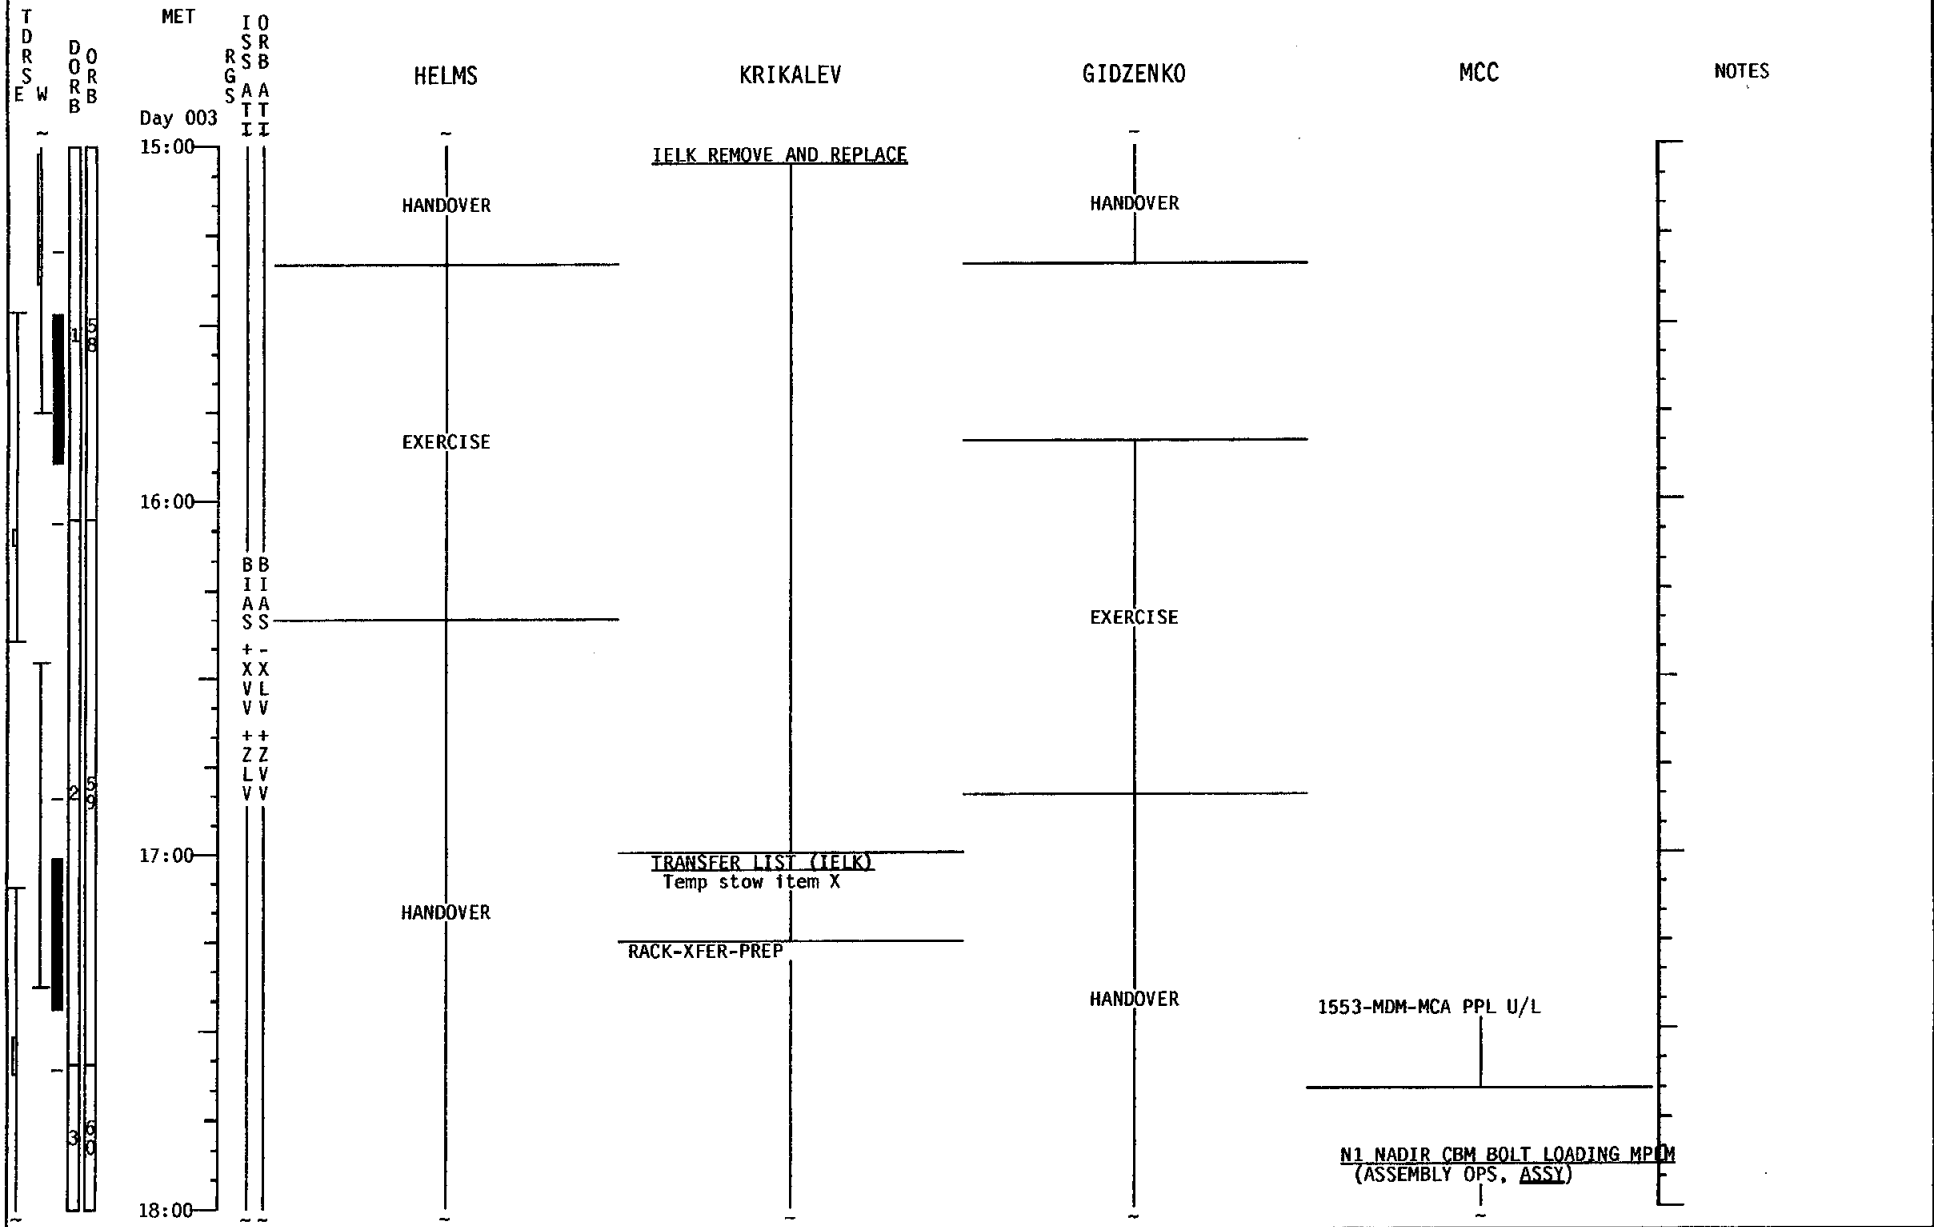 TDRS
E W
DORB
ORB
MET
Day 003
RGS
ISS ATT
ORB ATT
HELMS
KRIKALEV
GIDZENKO
MCC
NOTES
15:00
IELK REMOVE AND REPLACE
HANDOVER
HANDOVER
1
58
EXERCISE
16:00
BIAS +XVV +ZLV
BIAS -XLV +ZVV
EXERCISE
2
59
17:00
TRANSFER LIST (IELK)
Temp stow item X
HANDOVER
RACK-XFER-PREP
HANDOVER
1553-MDM-MCA PPL U/L
3
60
N1 NADIR CBM BOLT LOADING MPLM
(ASSEMBLY OPS, ASSY)
18:00